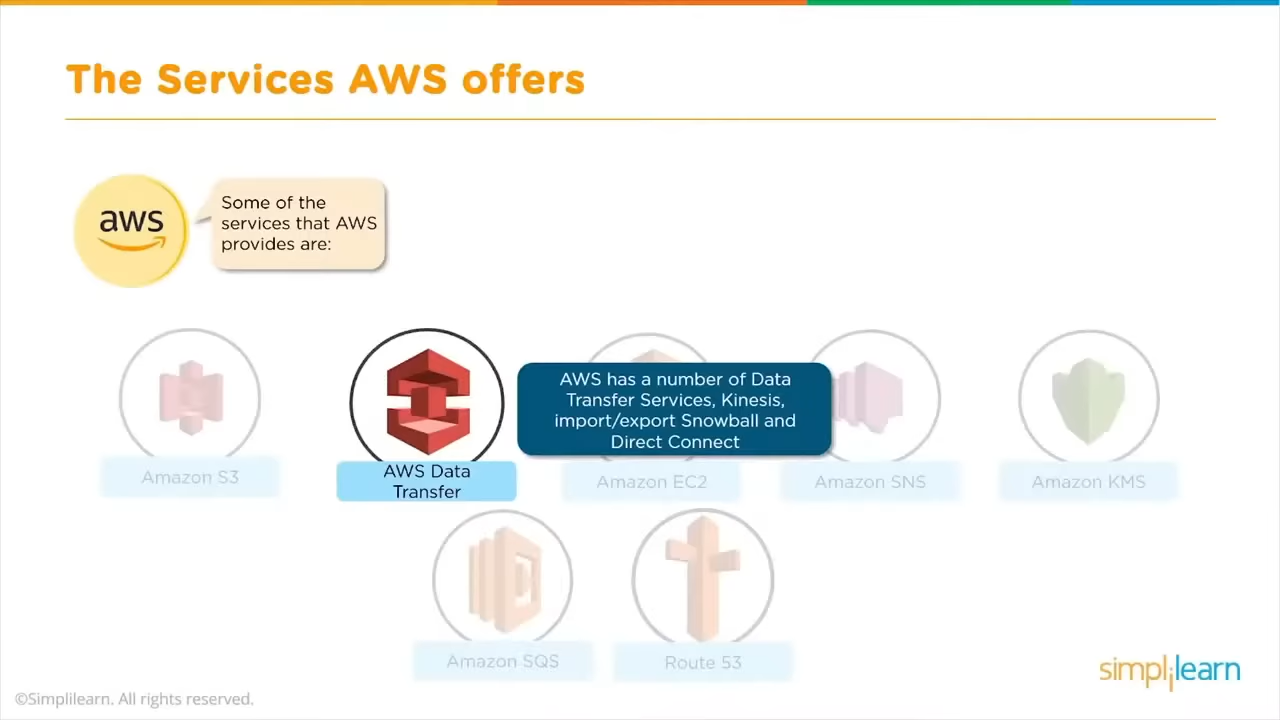 The Services AWS offers
aws
Some of the
services that AWS
provides are:
AWS has a number of Data
Transfer Services, Kinesis,
import/export Snowball and
Direct Connect
Amazon S3
AWS Data
Transfer
Amazon EC2
Amazon SNS
Amazon KMS
Amazon SQS
Route 53
simplilearn
©Simplilearn. All rights reserved.